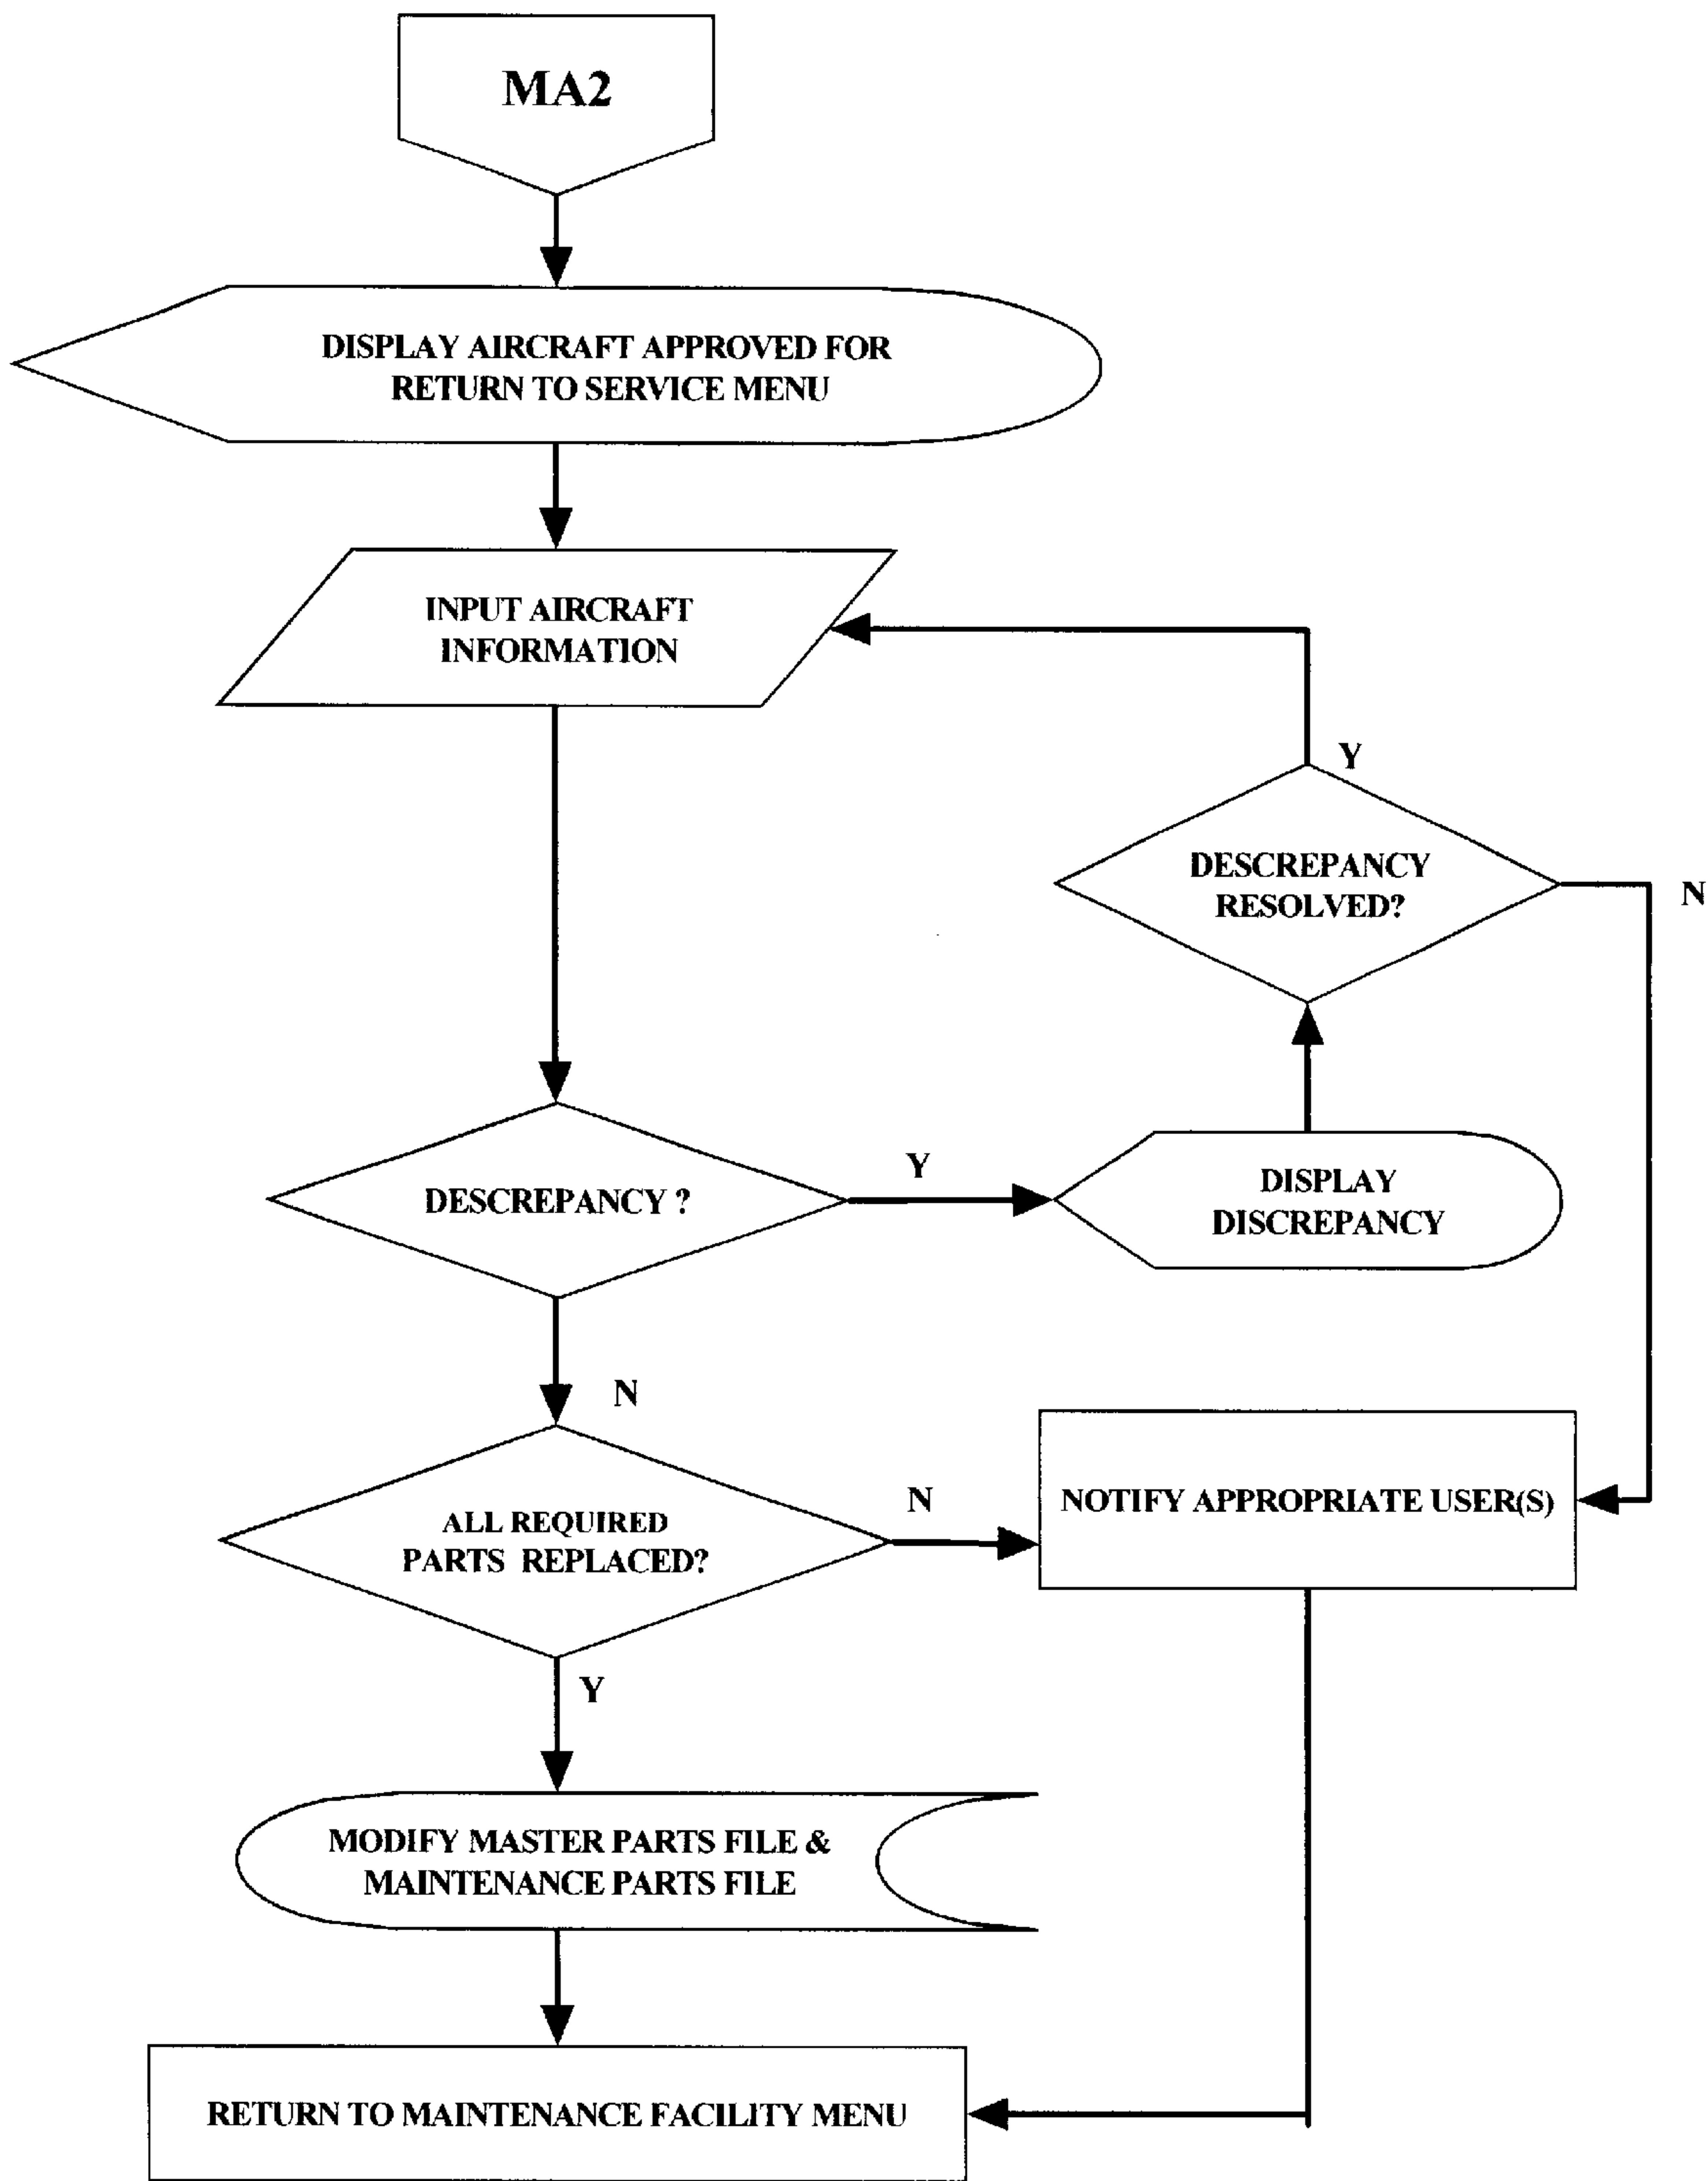 MA2
DISPLAY AIRCRAFT APPROVED FOR
RETURN TO SERVICE MENU
INPUT AIRCRAFT
INFORMATION
Y
DESCREPANCY
RESOLVED?
N
DESCREPANCY ?
Y
DISPLAY
DISCREPANCY
N
ALL REQUIRED
PARTS REPLACED?
N
NOTIFY APPROPRIATE USER(S)
Y
MODIFY MASTER PARTS FILE &
MAINTENANCE PARTS FILE
RETURN TO MAINTENANCE FACILITY MENU